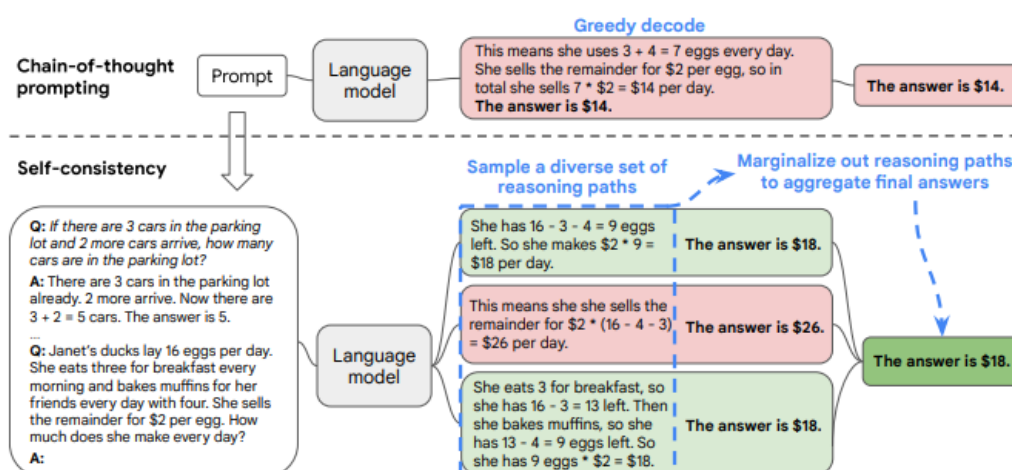 Greedy decode
Chain-of-thought
prompting
Prompt
Language
model
This means she uses 3 + 4 = 7 eggs every day.
She sells the remainder for $2 per egg, so in
total she sells 7 * $2 = $14 per day.
The answer is $14.
The answer is $14.
Self-consistency
Sample a diverse set of
reasoning paths
Marginalize out reasoning paths
to aggregate final answers
Q: If there are 3 cars in the parking
lot and 2 more cars arrive, how many
cars are in the parking lot?
A: There are 3 cars in the parking lot
already. 2 more arrive. Now there are
3 + 2 = 5 cars. The answer is 5.
...
Q: Janet's ducks lay 16 eggs per day.
She eats three for breakfast every
morning and bakes muffins for her
friends every day with four. She sells
the remainder for $2 per egg. How
much does she make every day?
A:
Language
model
She has 16 - 3 - 4 = 9 eggs
left. So she makes $2 * 9 =
$18 per day.
The answer is $18.
This means she she sells the
remainder for $2 * (16 - 4 - 3)
= $26 per day.
The answer is $26.
She eats 3 for breakfast, so
she has 16 - 3 = 13 left. Then
she bakes muffins, so she
has 13 - 4 = 9 eggs left. So
she has 9 eggs * $2 = $18.
The answer is $18.
The answer is $18.